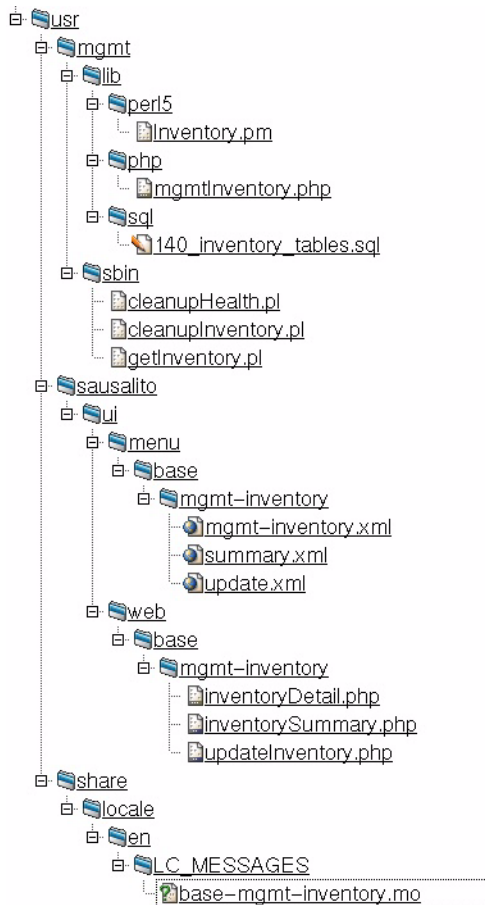 usr
mgmt
lib
perl5
Inventory.pm
php
mgmtInventory.php
sql
140_inventory_tables.sql
sbin
cleanupHealth.pl
cleanupInventory.pl
getInventory.pl
sausalito
ui
menu
base
mgmt-inventory
mgmt-inventory.xml
summary.xml
update.xml
web
base
mgmt-inventory
inventoryDetail.php
inventorySummary.php
updateInventory.php
share
locale
en
LC_MESSAGES
base-mgmt-inventory.mo